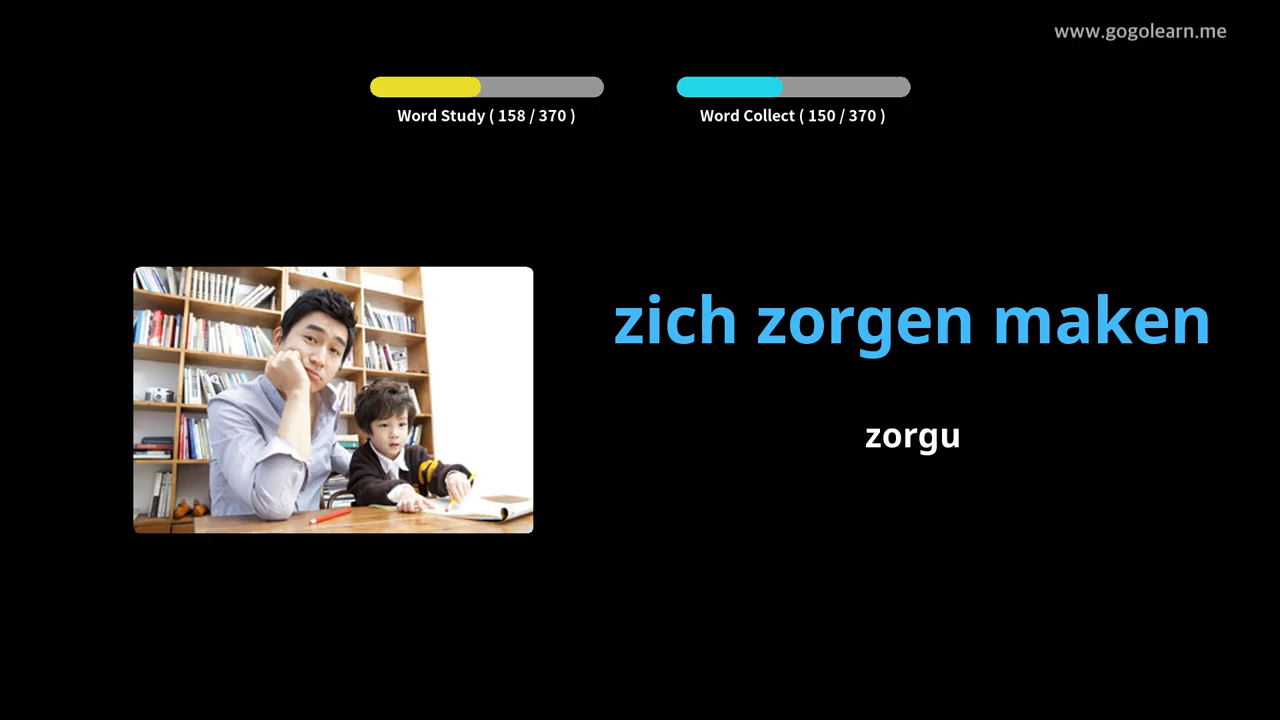 www.gogolearn.me
Word Study ( 158 / 370 )
Word Collect ( 150 / 370 )
zich zorgen maken
zorgu